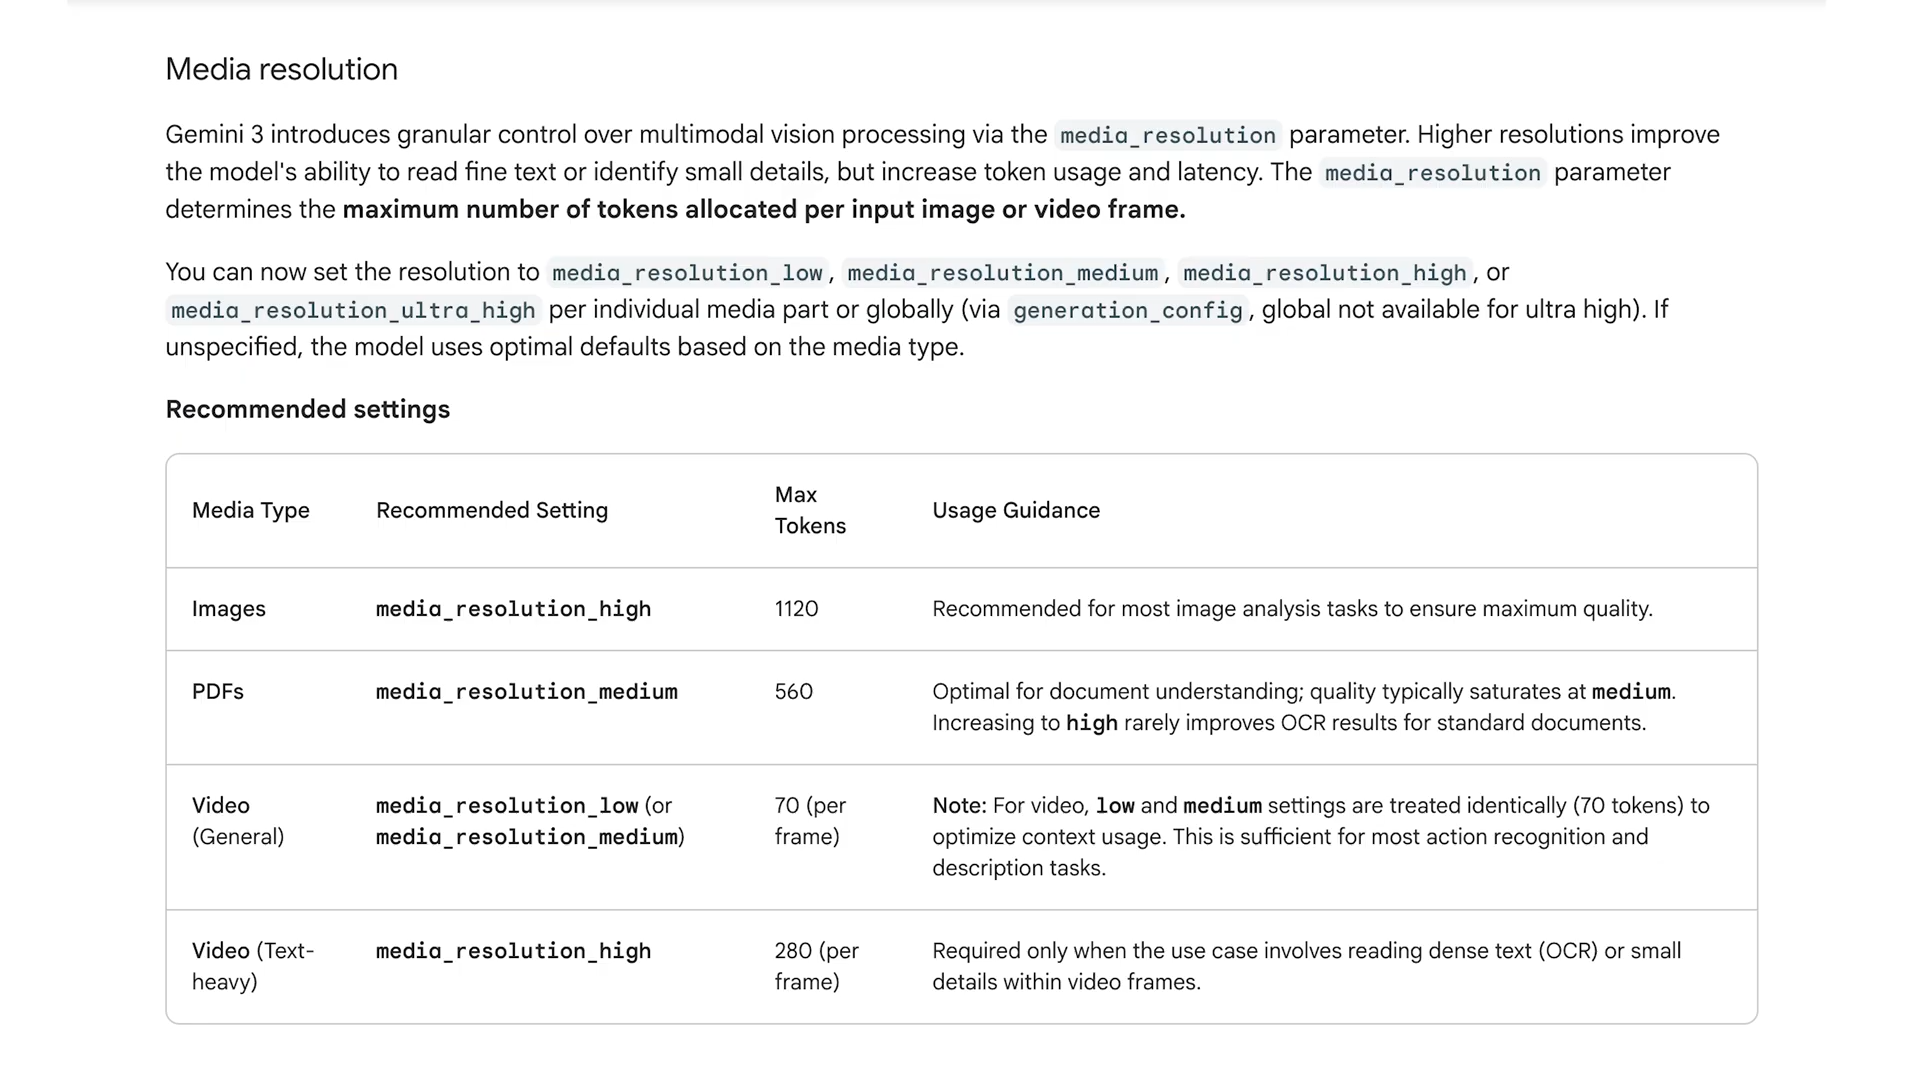 Media resolution
Gemini 3 introduces granular control over multimodal vision processing via the media_resolution parameter. Higher resolutions improve
the model's ability to read fine text or identify small details, but increase token usage and latency. The media_resolution parameter
determines the maximum number of tokens allocated per input image or video frame.
You can now set the resolution to media_resolution_low, media_resolution_medium, media_resolution_high, or
media_resolution_ultra_high per individual media part or globally (via generation_config, global not available for ultra high). If
unspecified, the model uses optimal defaults based on the media type.
Recommended settings
Media Type Recommended Setting Max Tokens Usage Guidance
Images media_resolution_high 1120 Recommended for most image analysis tasks to ensure maximum quality.
PDFs media_resolution_medium 560 Optimal for document understanding; quality typically saturates at medium.
Increasing to high rarely improves OCR results for standard documents.
Video media_resolution_low (or 70 (per Note: For video, low and medium settings are treated identically (70 tokens) to
(General) media_resolution_medium) frame) optimize context usage. This is sufficient for most action recognition and
description tasks.
Video (Text- media_resolution_high 280 (per Required only when the use case involves reading dense text (OCR) or small
heavy) frame) details within video frames.